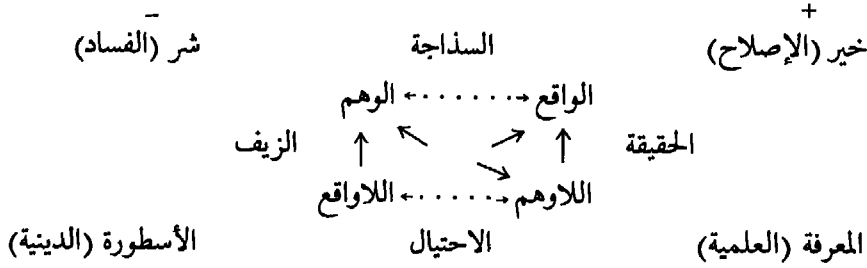 + −
خير (الإصلاح) السذاجة شر (الفساد)
الواقع الوهم
الحقيقة الزيف
اللاوهم اللاواقع
المعرفة (العلمية) الاحتيال الأسطورة (الدينية)